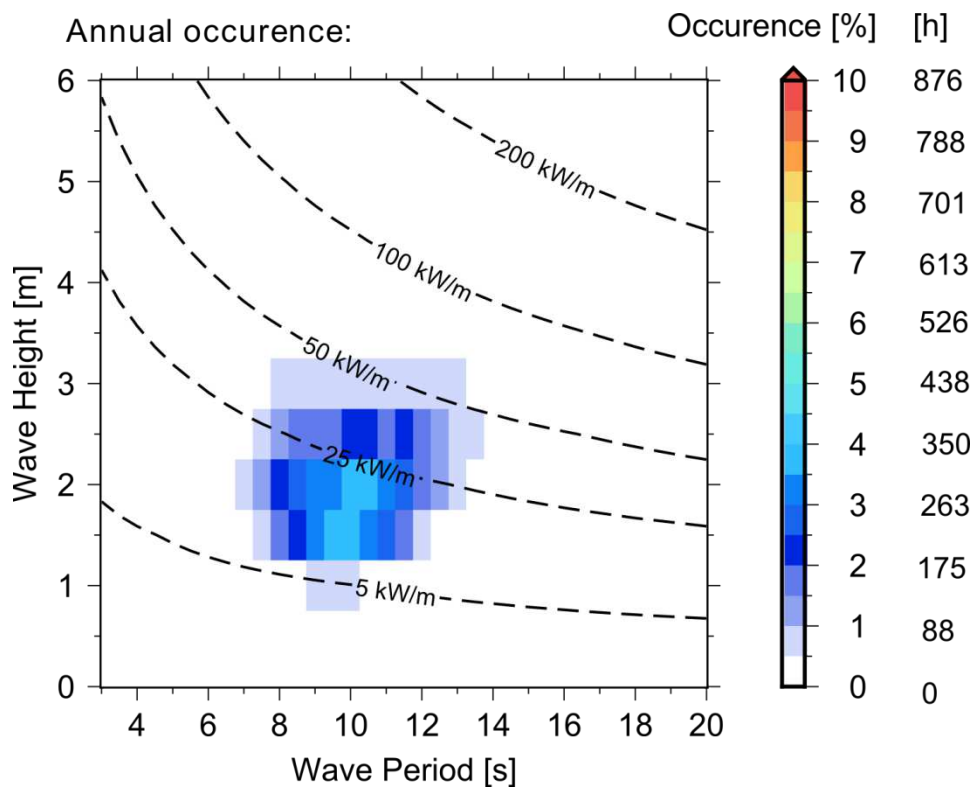 Annual occurence:
Occurence [%] [h]
6
5
4
3
2
1
0
Wave Height [m]
200 kW/m
100 kW/m
50 kW/m
25 kW/m
5 kW/m
4 6 8 10 12 14 16 18 20
Wave Period [s]
10 876
9 788
8 701
7 613
6 526
5 438
4 350
3 263
2 175
1 88
0 0